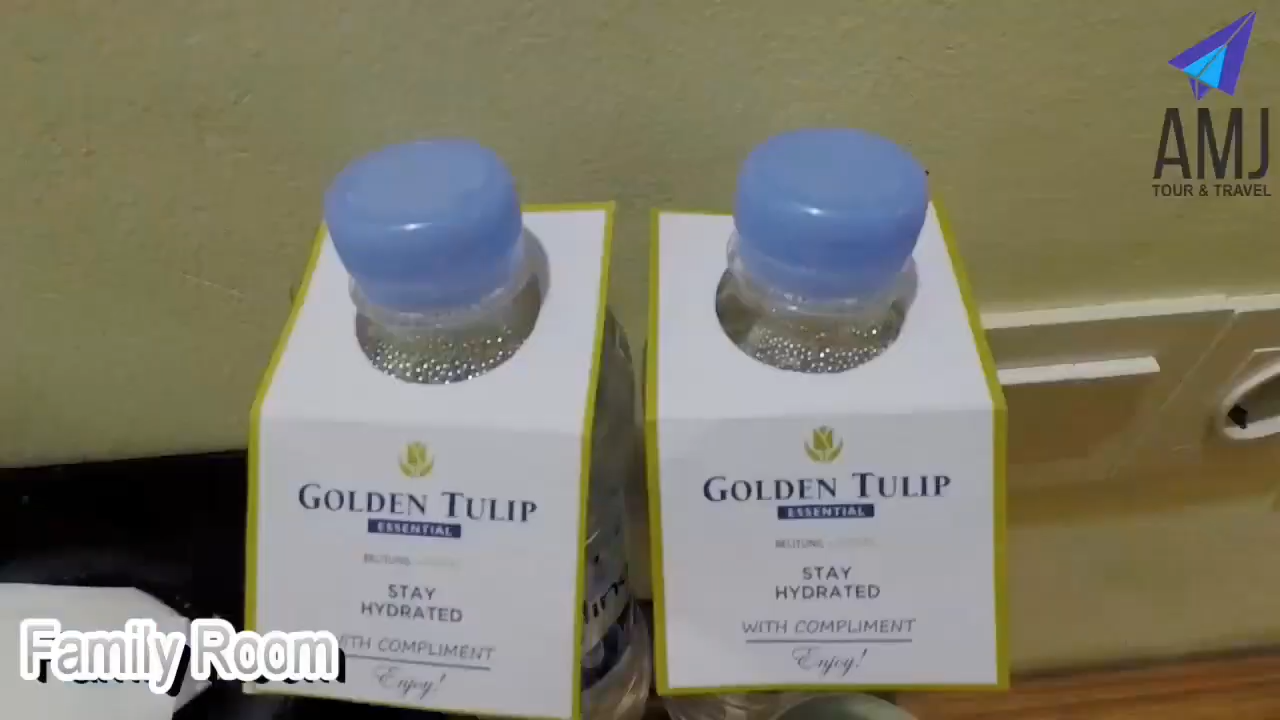 AMJ
TOUR & TRAVEL
GOLDEN TULIP
ESSENTIAL
BELITUNG
STAY
HYDRATED
WITH COMPLIMENT
Enjoy!
GOLDEN TULIP
ESSENTIAL
BELITUNG
STAY
HYDRATED
WITH COMPLIMENT
Enjoy!
Family Room